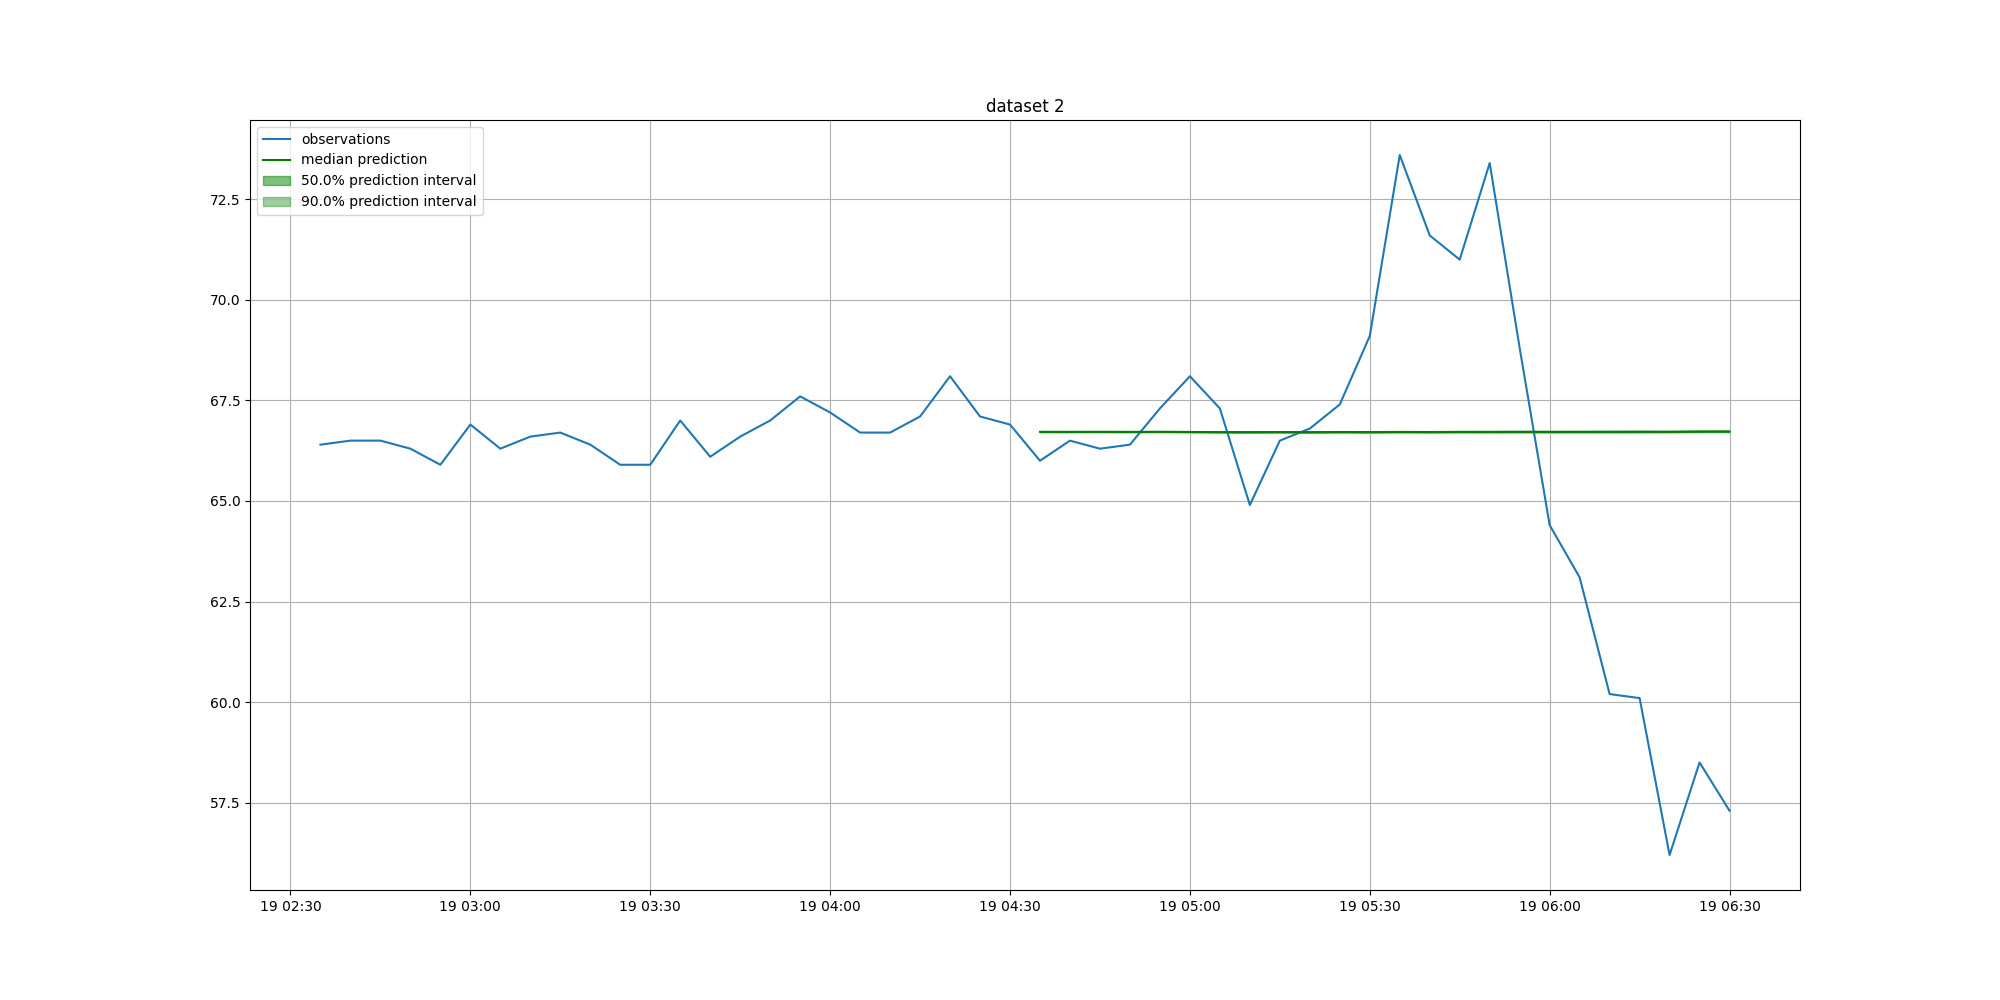 dataset 2
observations
median prediction
50.0% prediction interval
90.0% prediction interval
72.5
70.0
67.5
65.0
62.5
60.0
57.5
19 02:30 19 03:00 19 03:30 19 04:00 19 04:30 19 05:00 19 05:30 19 06:00 19 06:30